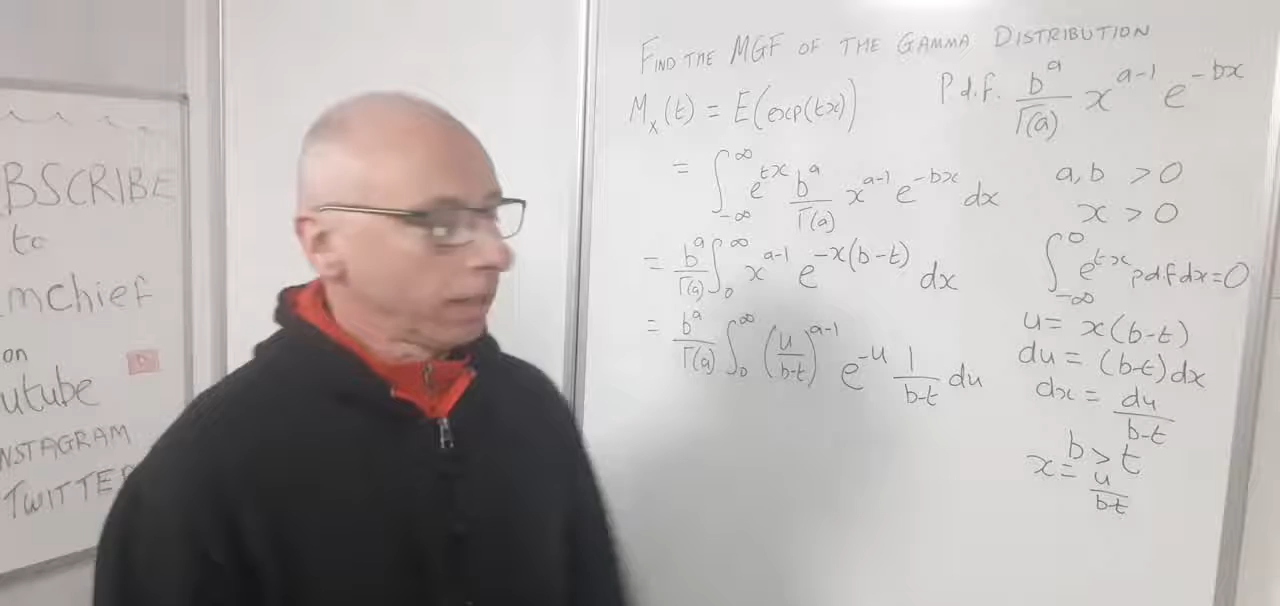 BSCRIBE
to
mchief
on
utube
NSTAGRAM
TWITTE
FIND THE MGF OF THE GAMMA DISTRIBUTION
P.d.f. b^a/Γ(a) x^{a-1} e^{-bx}
M_x(t) = E(exp(tx))
= ∫_{-∞}^{∞} e^{tx} b^a/Γ(a) x^{a-1} e^{-bx} dx
a,b > 0
x > 0
= b^a/Γ(a) ∫_0^∞ x^{a-1} e^{-x(b-t)} dx
∫_{-∞}^0 e^{tx} pdf dx = 0
= b^a/Γ(a) ∫_0^∞ (u/b-t)^{a-1} e^{-u} 1/b-t du
u = x(b-t)
du = (b-t)dx
dx = du/b-t
b > t
x = u/b-t